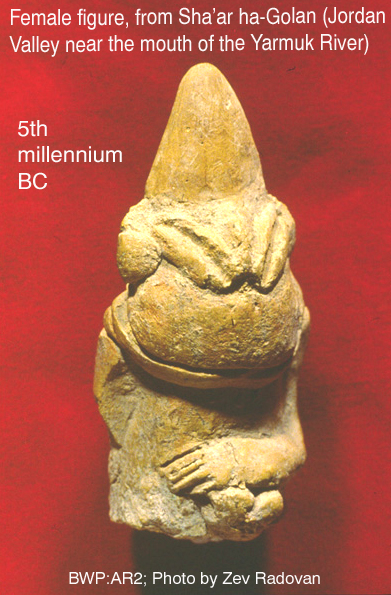 Female figure, from Sha'ar ha-Golan (Jordan
Valley near the mouth of the Yarmuk River)
5th
millennium
BC
BWP:AR2; Photo by Zev Radovan